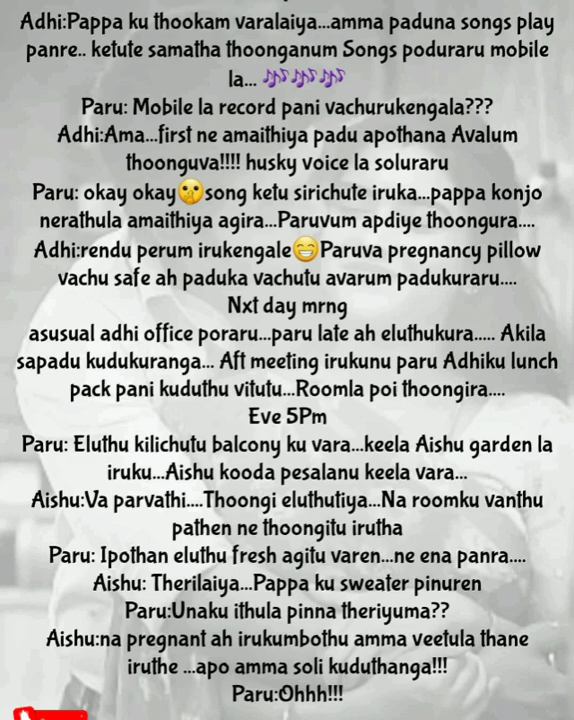 Adhi:Pappa ku thookam varalaiya...amma paduna songs play
panre.. ketute samatha thoonganum Songs poduraru mobile
la... 🎶🎶🎶
Paru: Mobile la record pani vachurukengala???
Adhi:Ama...first ne amaithiya padu apothana Avalum
thoonguva!!!! husky voice la soluraru
Paru: okay okay🤫song ketu sirichute iruka...pappa konjo
nerathula amaithiya agira...Paruvum apdiye thoongura....
Adhi:rendu perum irukengale😁Paruva pregnancy pillow
vachu safe ah paduka vachutu avarum padukuraru....
Nxt day mrng
asusual adhi office poraru...paru late ah eluthukura..... Akila
sapadu kudukuranga... Aft meeting irukunu paru Adhiku lunch
pack pani kuduthu vitutu...Roomla poi thoongira....
Eve 5Pm
Paru: Eluthu kilichutu balcony ku vara...keela Aishu garden la
iruku...Aishu kooda pesalanu keela vara...
Aishu:Va parvathi....Thoongi eluthutiya...Na roomku vanthu
pathen ne thoongitu irutha
Paru: Ipothan eluthu fresh agitu varen...ne ena panra....
Aishu: Therilaiya...Pappa ku sweater pinuren
Paru:Unaku ithula pinna theriyuma??
Aishu:na pregnant ah irukumbothu amma veetula thane
iruthe ...apo amma soli kuduthanga!!!
Paru:Ohhh!!!